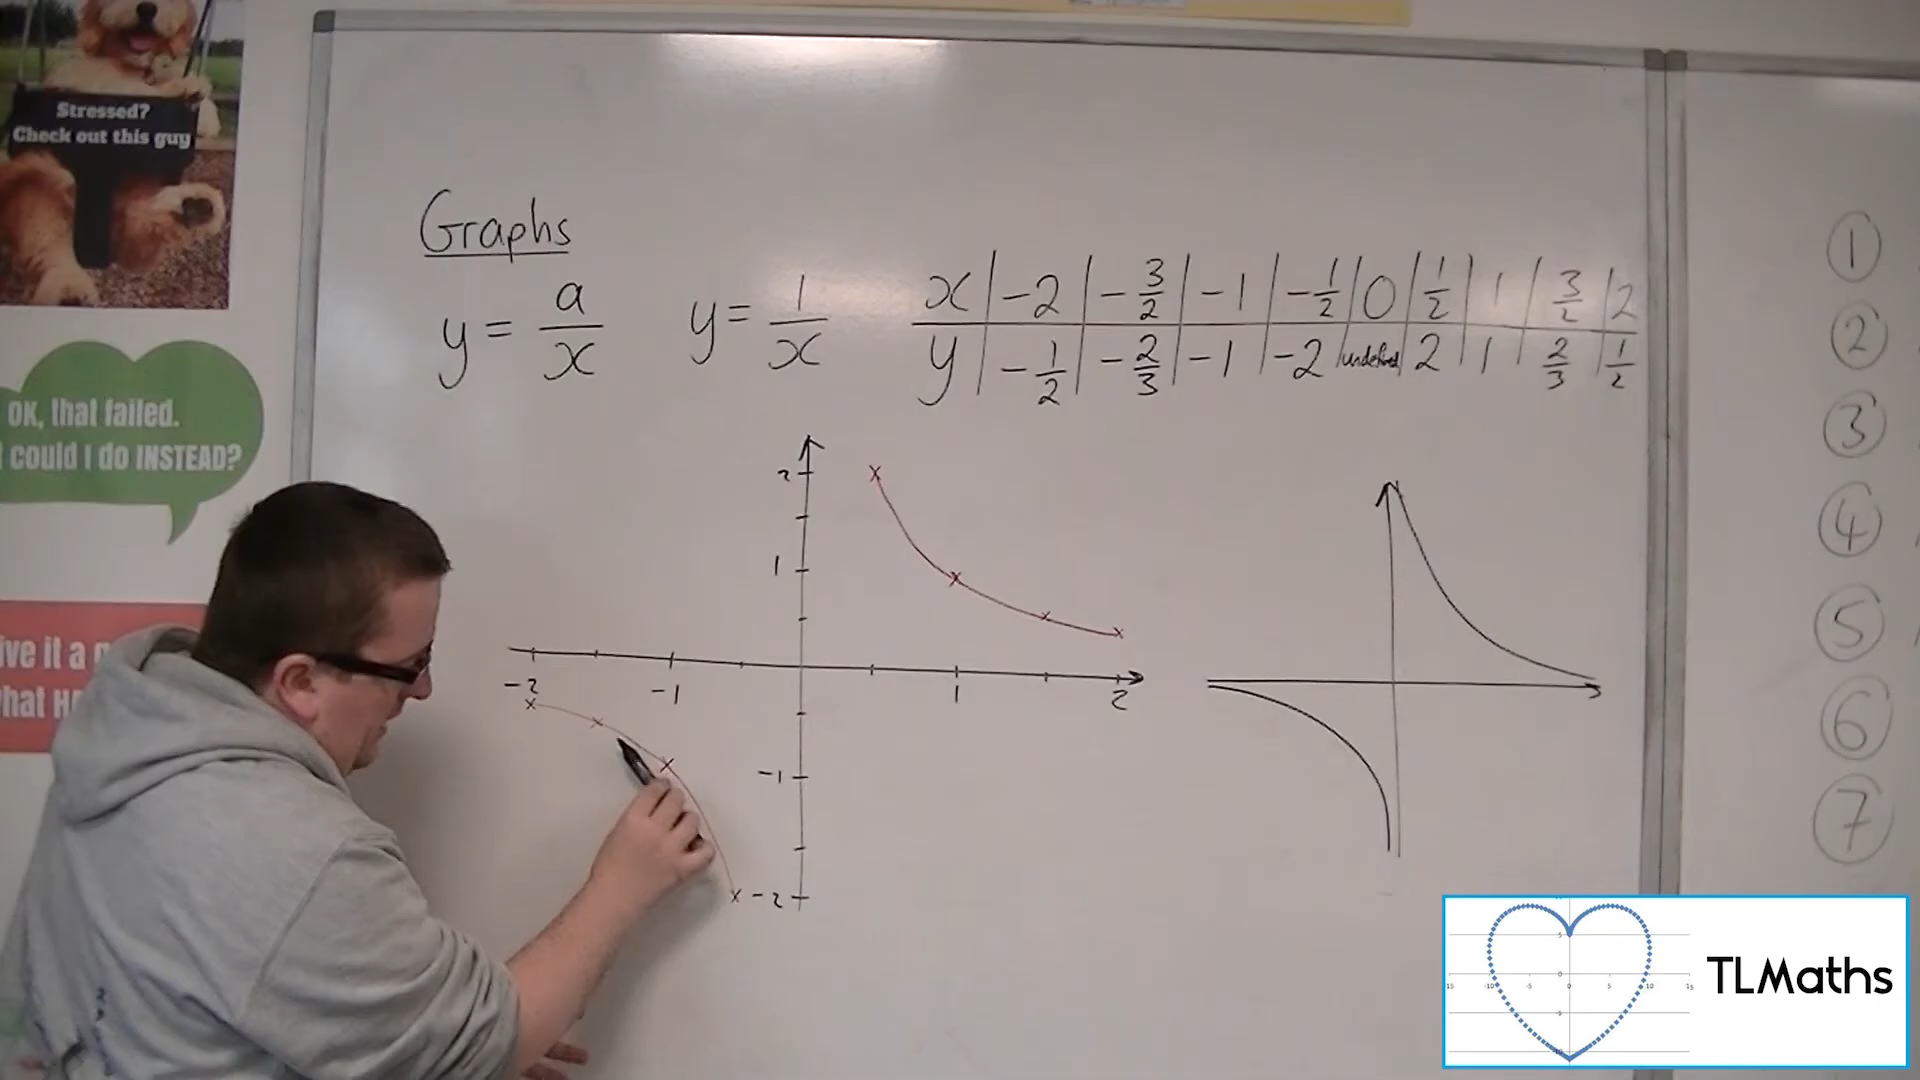 Stressed?
Check out this guy
OK, that failed.
could I do INSTEAD?
ive it a
hat
Graphs
y = a/x
y = 1/x
x | -2 | -3/2 | -1 | -1/2 | 0 | 1/2 | 1 | 3/2 | 2
y | -1/2 | -2/3 | -1 | -2 | undefined | 2 | 1 | 2/3 | 1/2
2
1
-2
-1
1
2
-1
-2
1
2
3
4
5
6
7
TLMaths